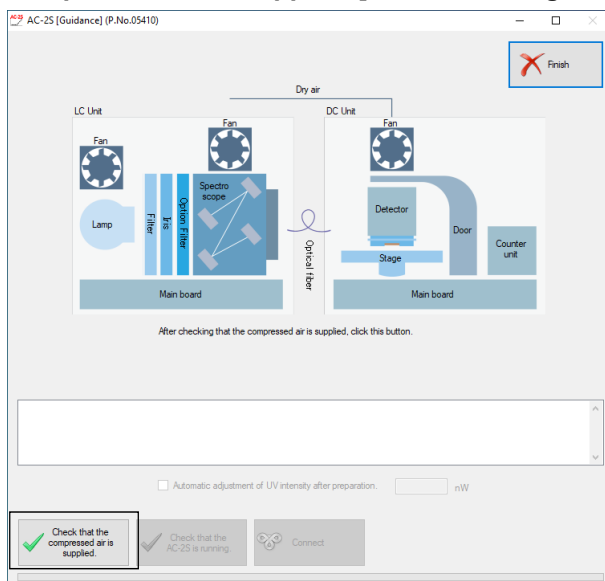 AC-2S [Guidance] (P.No.05410)
Finish
Dry air
LC Unit
DC Unit
Fan
Fan
Fan
Spectro
scope
Lamp
Filter
Iris
Option Filter
Optical fiber
Detector
Door
Stage
Counter
unit
Main board
Main board
After checking that the compressed air is supplied, click this button.
Automatic adjustment of UV intensity after preparation.
nW
Check that the
compressed air is
supplied.
Check that the
AC-2S is running.
Connect